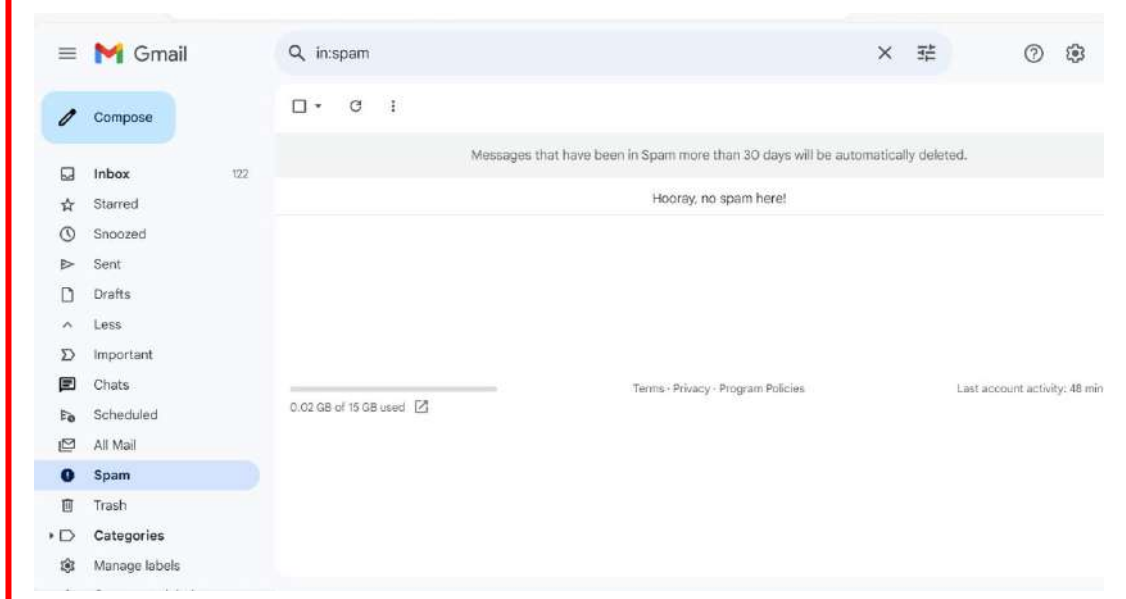 Gmail
in:spam
Compose
Messages that have been in Spam more than 30 days will be automatically deleted.
Inbox 122
Hooray, no spam here!
Starred
Snoozed
Sent
Drafts
Less
Important
Chats
Terms · Privacy · Program Policies
Last account activity: 48 min
0.02 GB of 15 GB used
Scheduled
All Mail
Spam
Trash
Categories
Manage labels